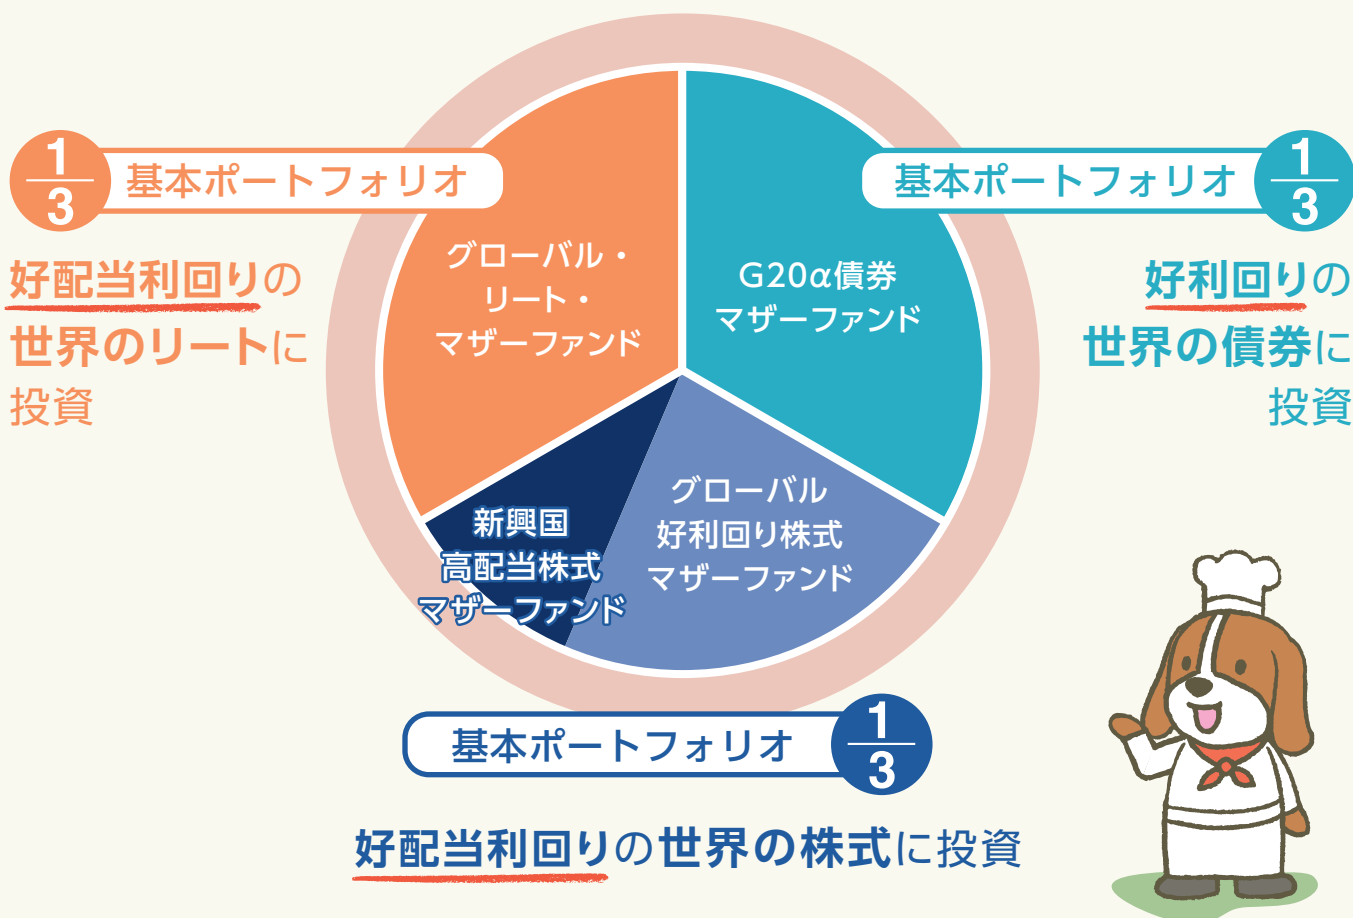 1
3
基本ポートフォリオ
好配当利回りの
世界のリートに
投資
グローバル・
リート・
マザーファンド
G20α債券
マザーファンド
基本ポートフォリオ
1
3
好利回りの
世界の債券に
投資
新興国
高配当株式
マザーファンド
グローバル
好利回り株式
マザーファンド
基本ポートフォリオ
1
3
好配当利回りの世界の株式に投資